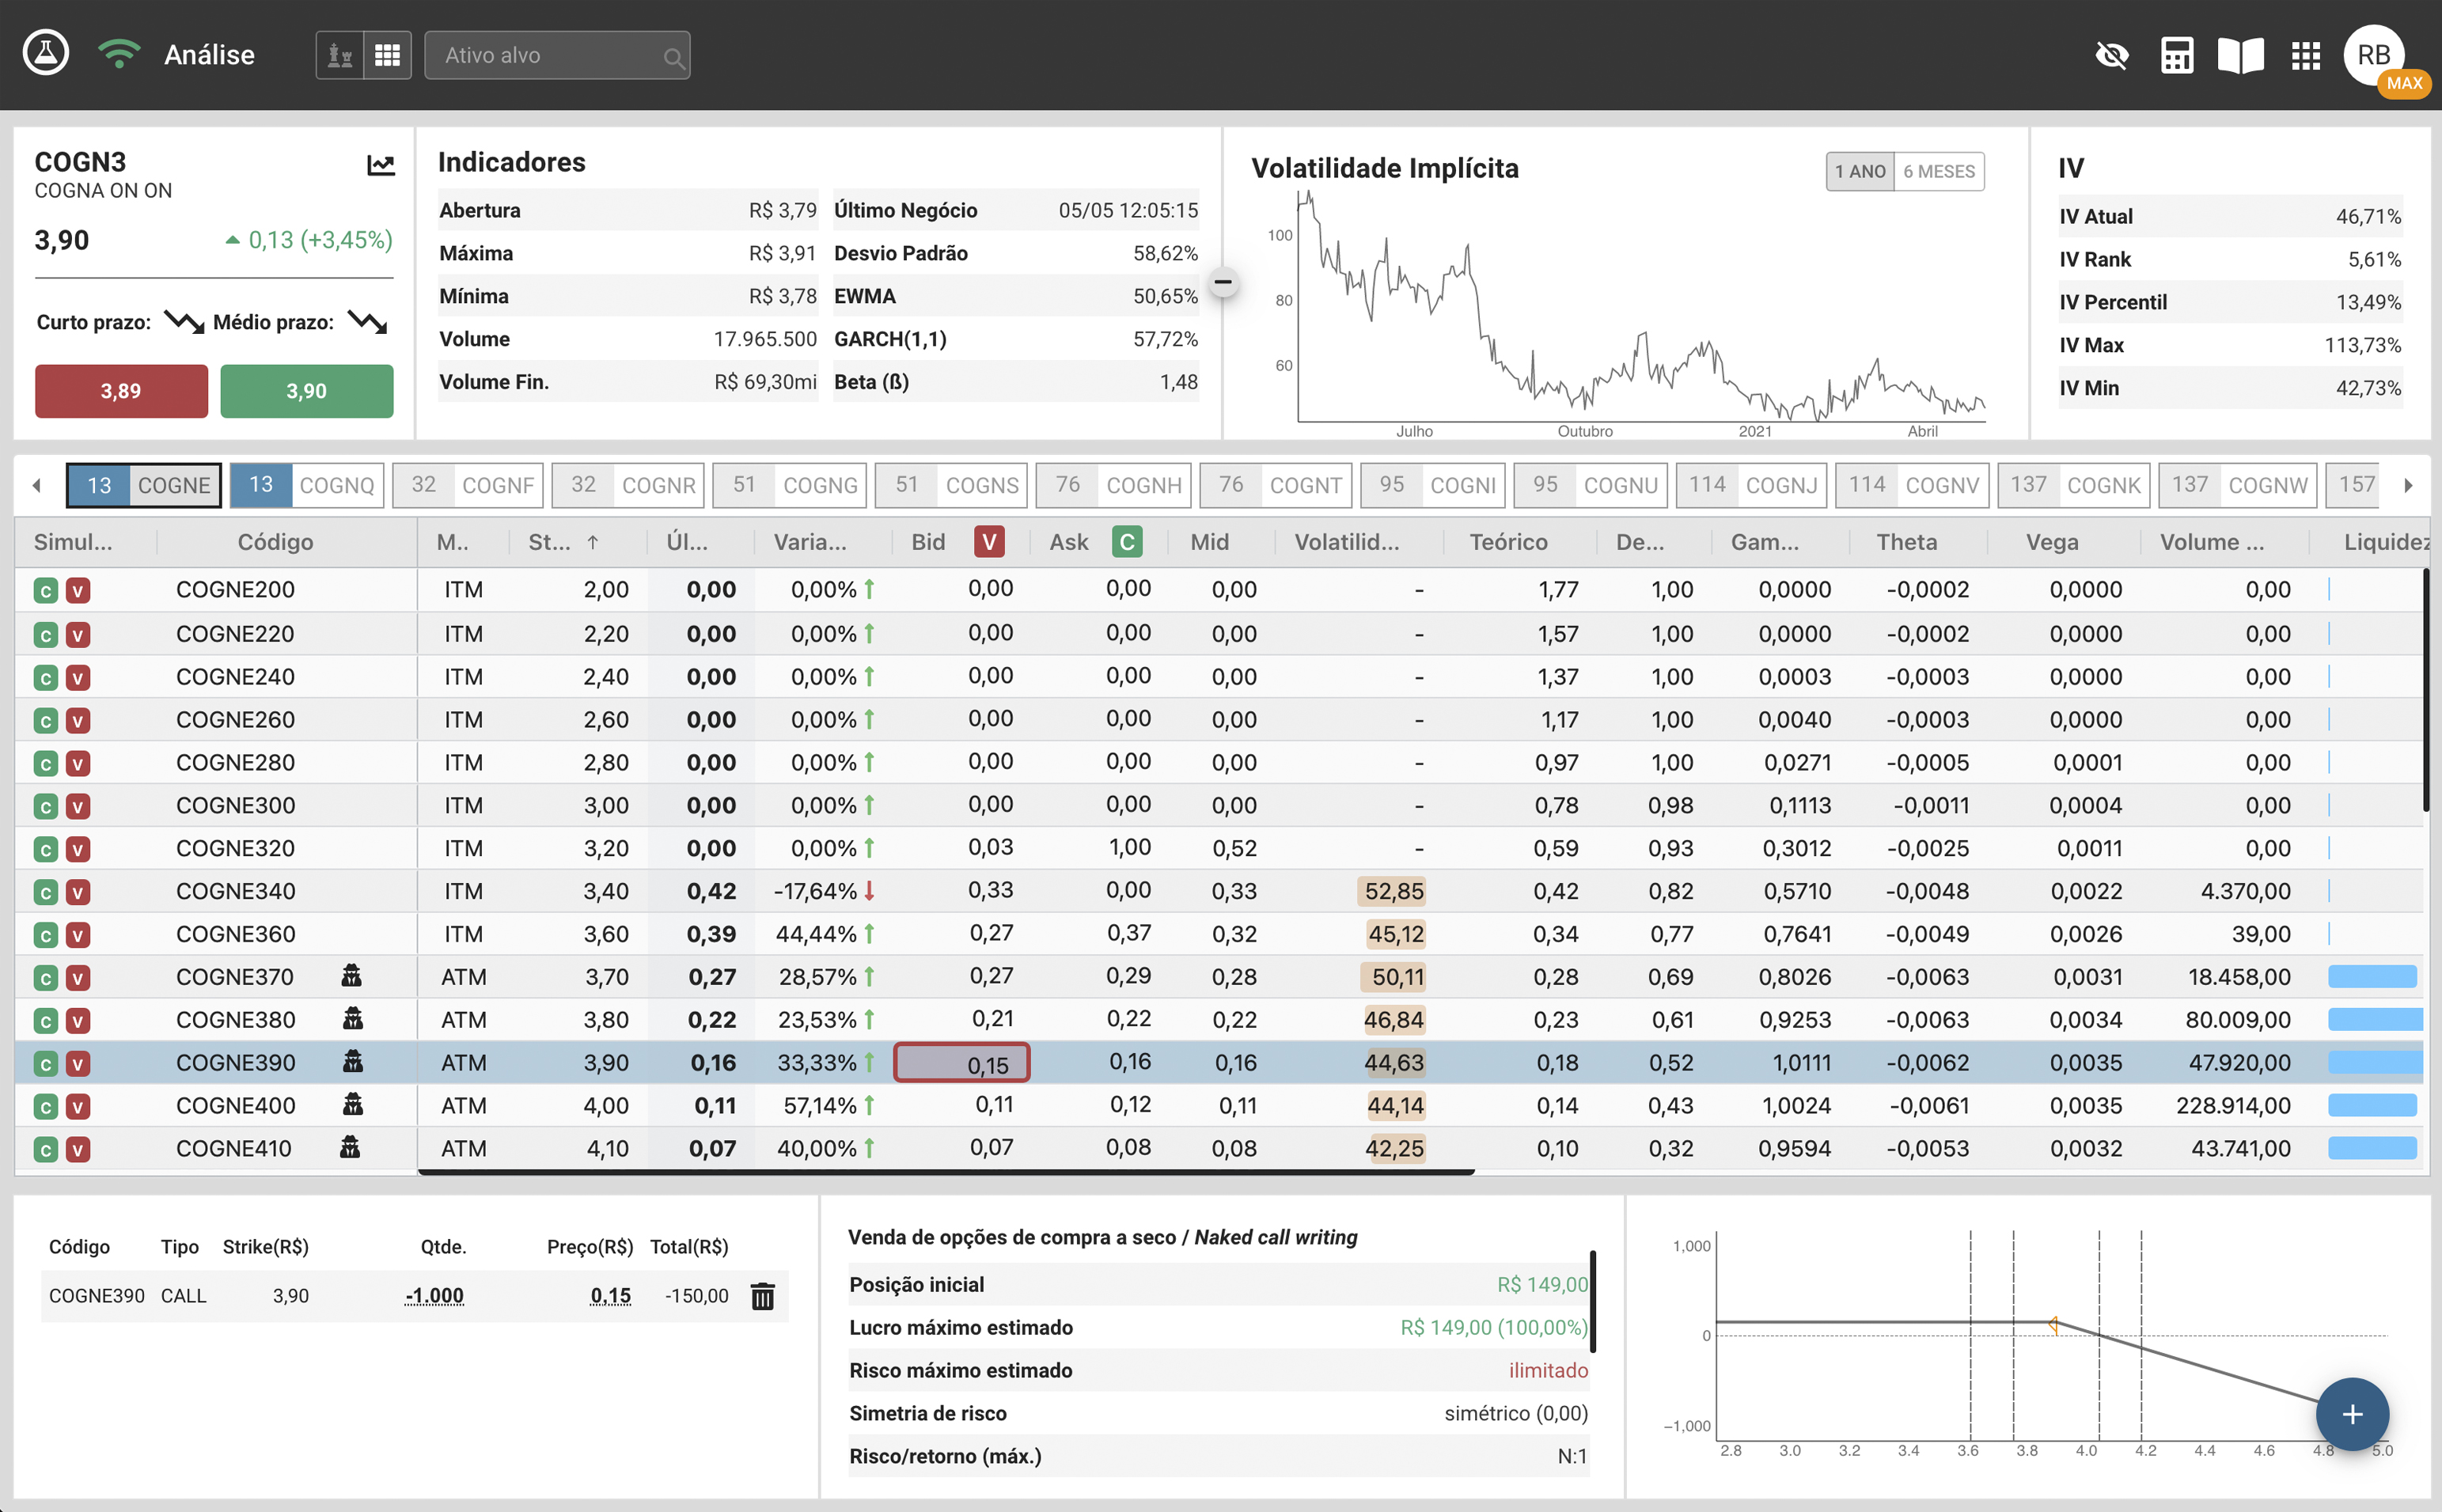 Análise Ativo alvo RB
MAX
COGN3
COGNA ON ON
3,90 0,13 (+3,45%)
Curto prazo: Médio prazo:
3,89 3,90
Indicadores
Abertura R$ 3,79 Último Negócio 05/05 12:05:15
Máxima R$ 3,91 Desvio Padrão 58,62%
Mínima R$ 3,78 EWMA 50,65%
Volume 17.965.500 GARCH(1,1) 57,72%
Volume Fin. R$ 69,30mi Beta (ß) 1,48
Volatilidade Implícita 1 ANO 6 MESES
100
80
60
Julho Outubro 2021 Abril
IV
IV Atual 46,71%
IV Rank 5,61%
IV Percentil 13,49%
IV Max 113,73%
IV Min 42,73%
13 COGNE 13 COGNQ 32 COGNF 32 COGNR 51 COGNG 51 COGNS 76 COGNH 76 COGNT 95 COGNI 95 COGNU 114 COGNJ 114 COGNV 137 COGNK 137 COGNW 157
Simul... Código M.. St... ↑ Úl... Varia... Bid V Ask C Mid Volatilid... Teórico De... Gam... Theta Vega Volume ... Liquidez
C V COGNE200 ITM 2,00 0,00 0,00% ↑ 0,00 0,00 0,00 - 1,77 1,00 0,0000 -0,0002 0,0000 0,00
C V COGNE220 ITM 2,20 0,00 0,00% ↑ 0,00 0,00 0,00 - 1,57 1,00 0,0000 -0,0002 0,0000 0,00
C V COGNE240 ITM 2,40 0,00 0,00% ↑ 0,00 0,00 0,00 - 1,37 1,00 0,0003 -0,0003 0,0000 0,00
C V COGNE260 ITM 2,60 0,00 0,00% ↑ 0,00 0,00 0,00 - 1,17 1,00 0,0040 -0,0003 0,0000 0,00
C V COGNE280 ITM 2,80 0,00 0,00% ↑ 0,00 0,00 0,00 - 0,97 1,00 0,0271 -0,0005 0,0001 0,00
C V COGNE300 ITM 3,00 0,00 0,00% ↑ 0,00 0,00 0,00 - 0,78 0,98 0,1113 -0,0011 0,0004 0,00
C V COGNE320 ITM 3,20 0,00 0,00% ↑ 0,03 1,00 0,52 - 0,59 0,93 0,3012 -0,0025 0,0011 0,00
C V COGNE340 ITM 3,40 0,42 -17,64% ↓ 0,33 0,00 0,33 52,85 0,42 0,82 0,5710 -0,0048 0,0022 4.370,00
C V COGNE360 ITM 3,60 0,39 44,44% ↑ 0,27 0,37 0,32 45,12 0,34 0,77 0,7641 -0,0049 0,0026 39,00
C V COGNE370 ATM 3,70 0,27 28,57% ↑ 0,27 0,29 0,28 50,11 0,28 0,69 0,8026 -0,0063 0,0031 18.458,00
C V COGNE380 ATM 3,80 0,22 23,53% ↑ 0,21 0,22 0,22 46,84 0,23 0,61 0,9253 -0,0063 0,0034 80.009,00
C V COGNE390 ATM 3,90 0,16 33,33% ↑ 0,15 0,16 0,16 44,63 0,18 0,52 1,0111 -0,0062 0,0035 47.920,00
C V COGNE400 ATM 4,00 0,11 57,14% ↑ 0,11 0,12 0,11 44,14 0,14 0,43 1,0024 -0,0061 0,0035 228.914,00
C V COGNE410 ATM 4,10 0,07 40,00% ↑ 0,07 0,08 0,08 42,25 0,10 0,32 0,9594 -0,0053 0,0032 43.741,00
Código Tipo Strike(R$) Qtde. Preço(R$) Total(R$)
COGNE390 CALL 3,90 -1.000 0,15 -150,00
Venda de opções de compra a seco / Naked call writing
Posição inicial R$ 149,00
Lucro máximo estimado R$ 149,00 (100,00%)
Risco máximo estimado ilimitado
Simetria de risco simétrico (0,00)
Risco/retorno (máx.) N:1
1,000
0
−1,000
2.8 3.0 3.2 3.4 3.6 3.8 4.0 4.2 4.4 4.6 4.8 5.0